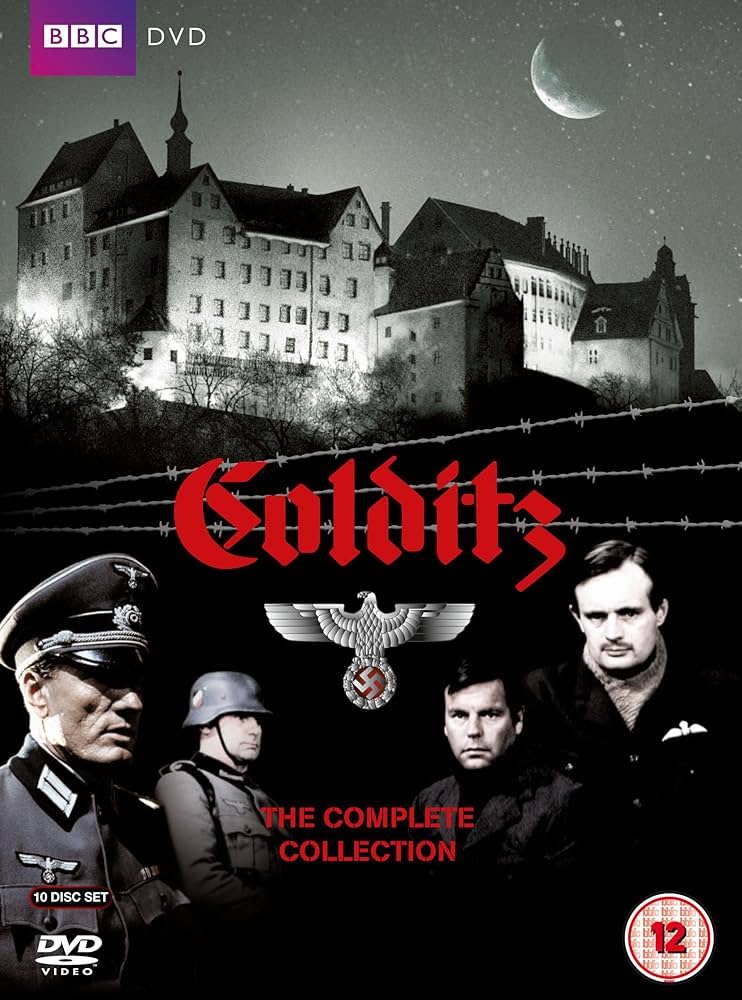 BBC DVD
Colditz
THE COMPLETE
COLLECTION
10 DISC SET
DVD
VIDEO
12